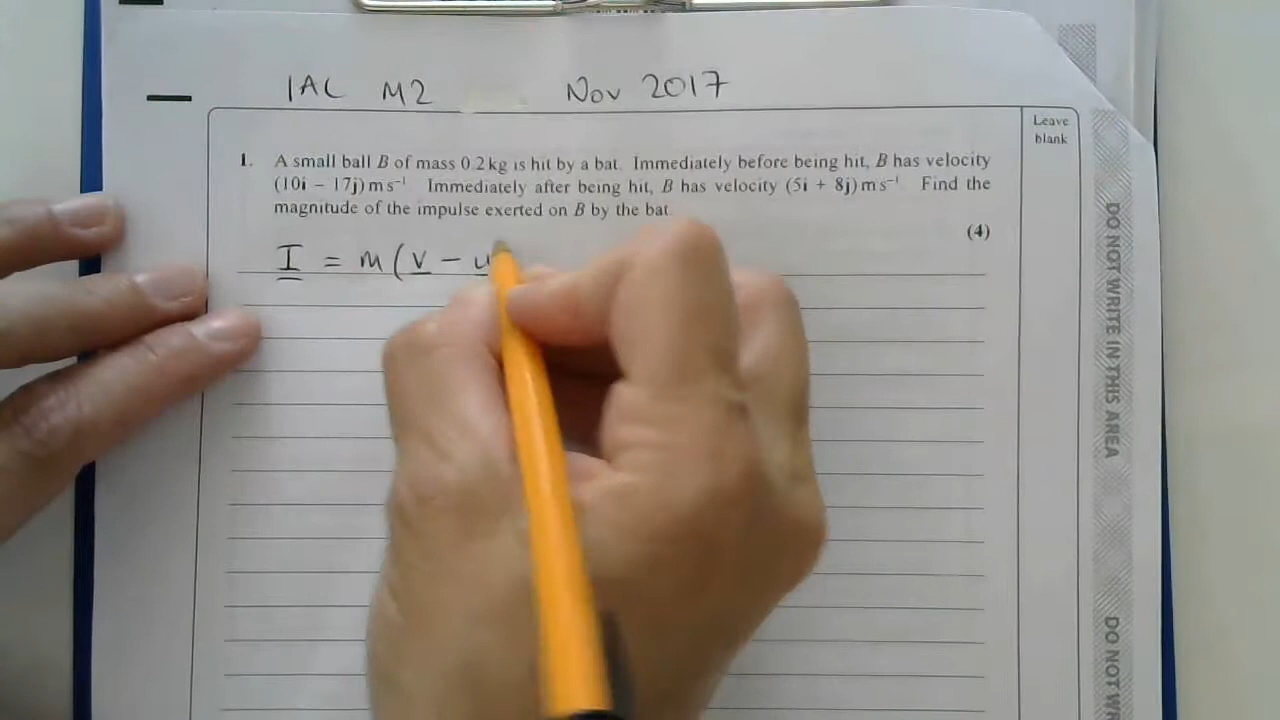 IAL M2 Nov 2017
Leave
blank
1. A small ball B of mass 0.2 kg is hit by a bat. Immediately before being hit, B has velocity
(10i − 17j) m s⁻¹ Immediately after being hit, B has velocity (5i + 8j) m s⁻¹ Find the
magnitude of the impulse exerted on B by the bat.
(4)
I = m(v − u
DO NOT WRITE IN THIS AREA
DO NOT W